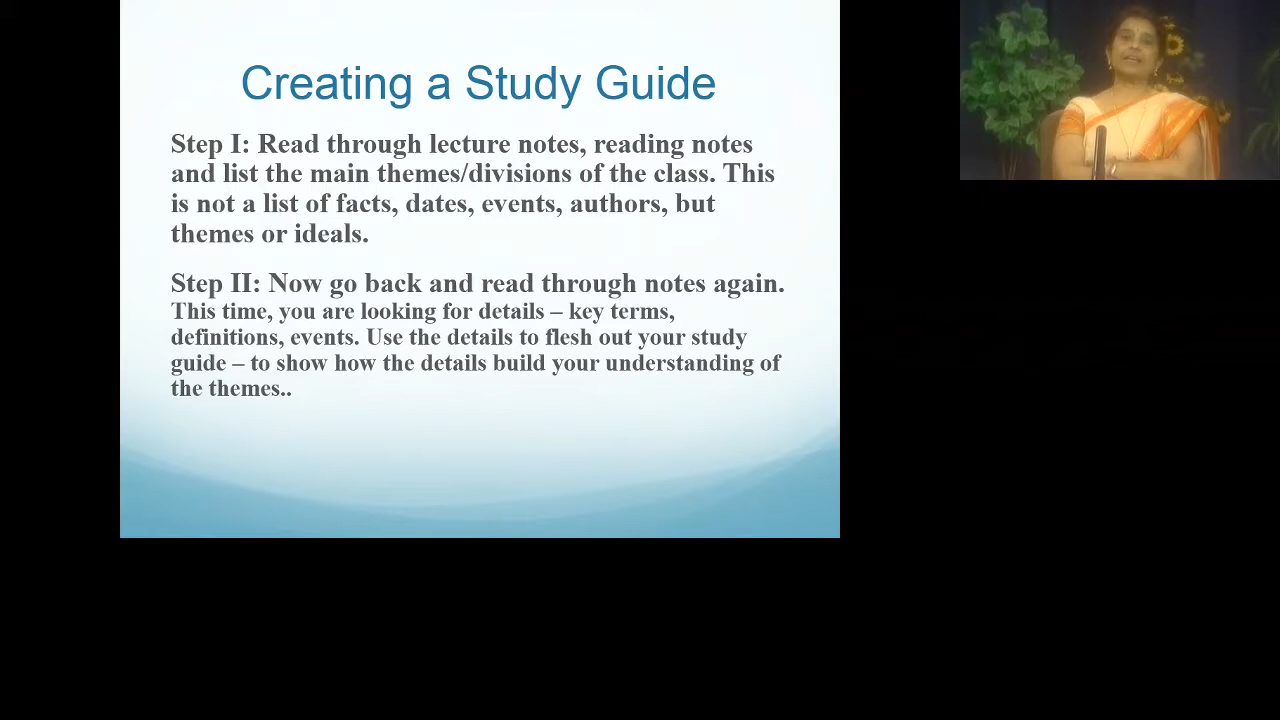 Creating a Study Guide
Step I: Read through lecture notes, reading notes
and list the main themes/divisions of the class. This
is not a list of facts, dates, events, authors, but
themes or ideals.
Step II: Now go back and read through notes again.
This time, you are looking for details – key terms,
definitions, events. Use the details to flesh out your study
guide – to show how the details build your understanding of
the themes..